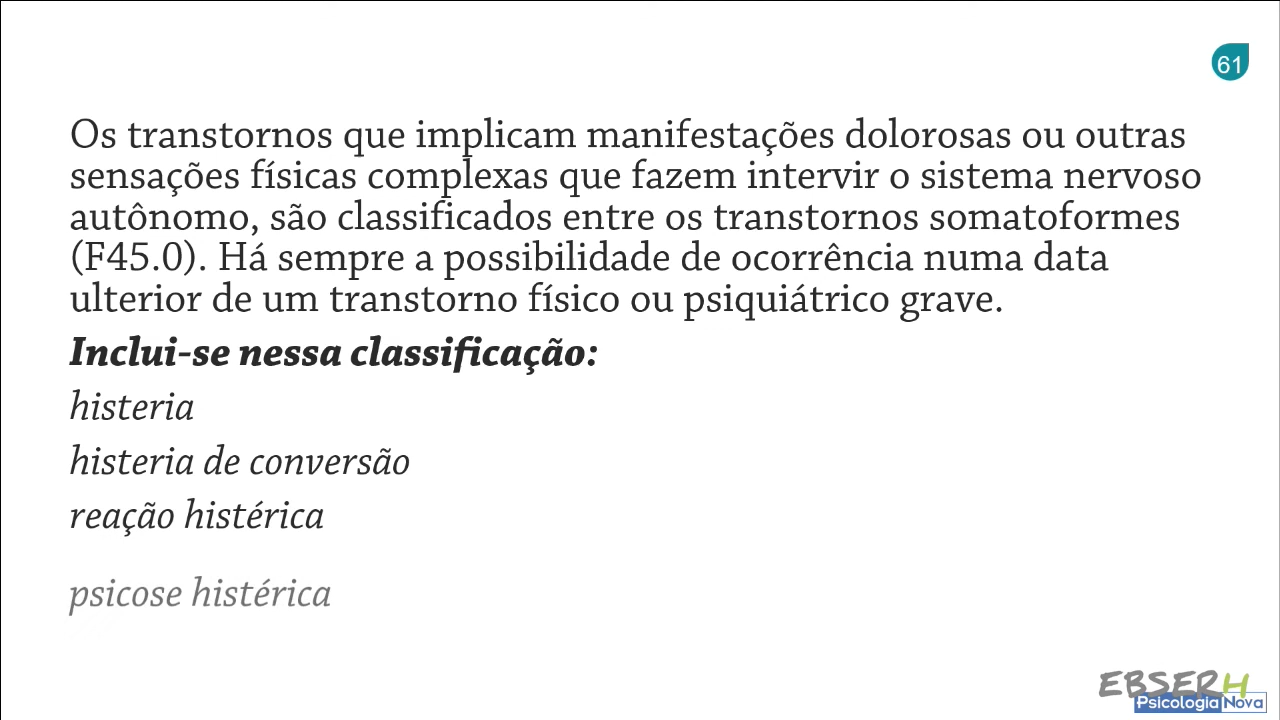 61
Os transtornos que implicam manifestações dolorosas ou outras
sensações físicas complexas que fazem intervir o sistema nervoso
autônomo, são classificados entre os transtornos somatoformes
(F45.0). Há sempre a possibilidade de ocorrência numa data
ulterior de um transtorno físico ou psiquiátrico grave.
Inclui-se nessa classificação:
histeria
histeria de conversão
reação histérica
psicose histérica
EBSERH
Psicologia Nova